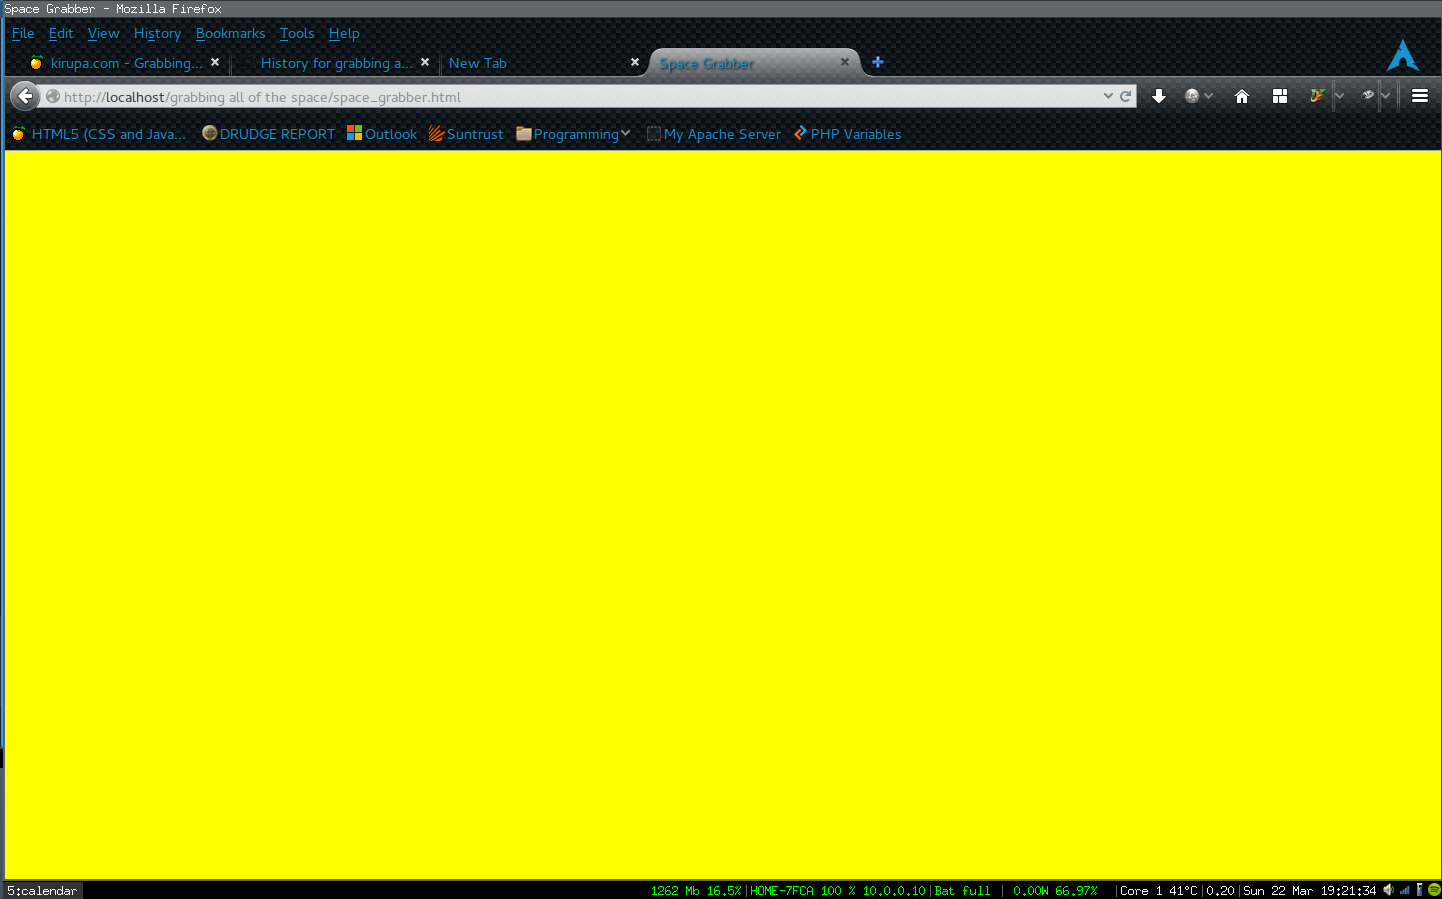 Space Grabber - Mozilla Firefox
File Edit View History Bookmarks Tools Help
kirupa.com - Grabbing... History for grabbing a... New Tab Space Grabber
http://localhost/grabbing all of the space/space_grabber.html
HTML5 (CSS and Java... DRUDGE REPORT Outlook Suntrust Programming My Apache Server PHP Variables
5:calendar 1262 Mb 16.5%|HOME-7FCA 100 % 10.0.0.10|Bat full | 0.00W 66.97% |Core 1 41°C|0.20|Sun 22 Mar 19:21:34